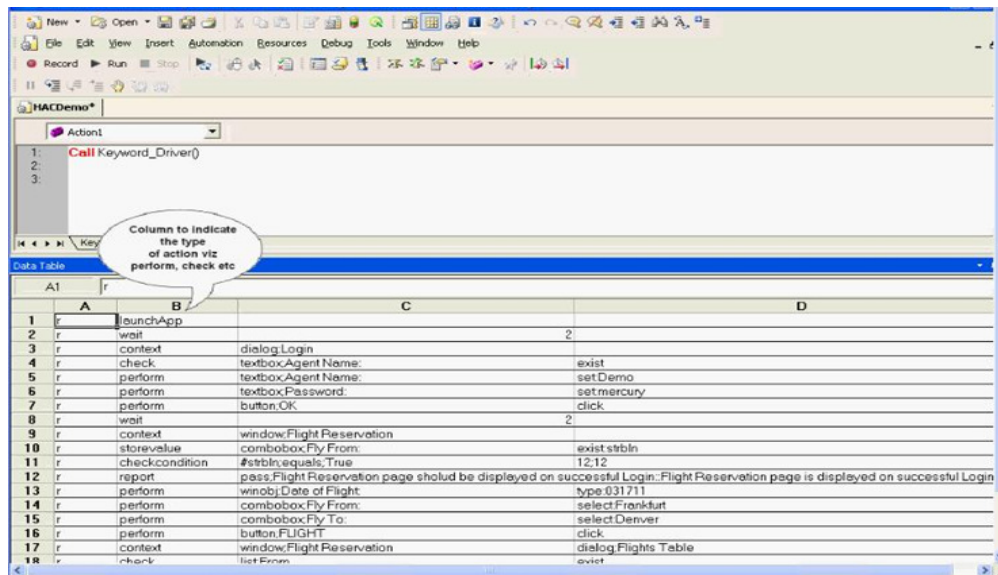 New Open
File Edit View Insert Automation Resources Debug Tools Window Help
Record Run Stop
HACDemo*
Action1
1: Call Keyword_Driver()
2:
3:
Column to indicate
the type
of action viz
perform, check etc
Key
Data Table
A1 r
A B C D
1 r launchApp
2 r wait 2
3 r context dialog;Login
4 r check textbox;Agent Name: exist
5 r perform textbox;Agent Name: set:Demo
6 r perform textbox;Password: set:mercury
7 r perform button;OK click
8 r wait 2
9 r context window;Flight Reservation
10 r storevalue combobox;Fly From: exist:strbln
11 r checkcondition #strbln;equals;True 12;12
12 r report pass;Flight Reservation page sholud be displayed on successful Login::Flight Reservation page is displayed on successful Login
13 r perform winobj;Date of Flight: type:031711
14 r perform combobox;Fly From: select:Frankfurt
15 r perform combobox;Fly To: select:Denver
16 r perform button;FLIGHT click
17 r context window;Flight Reservation dialog;Flights Table
18 r check list:From exist